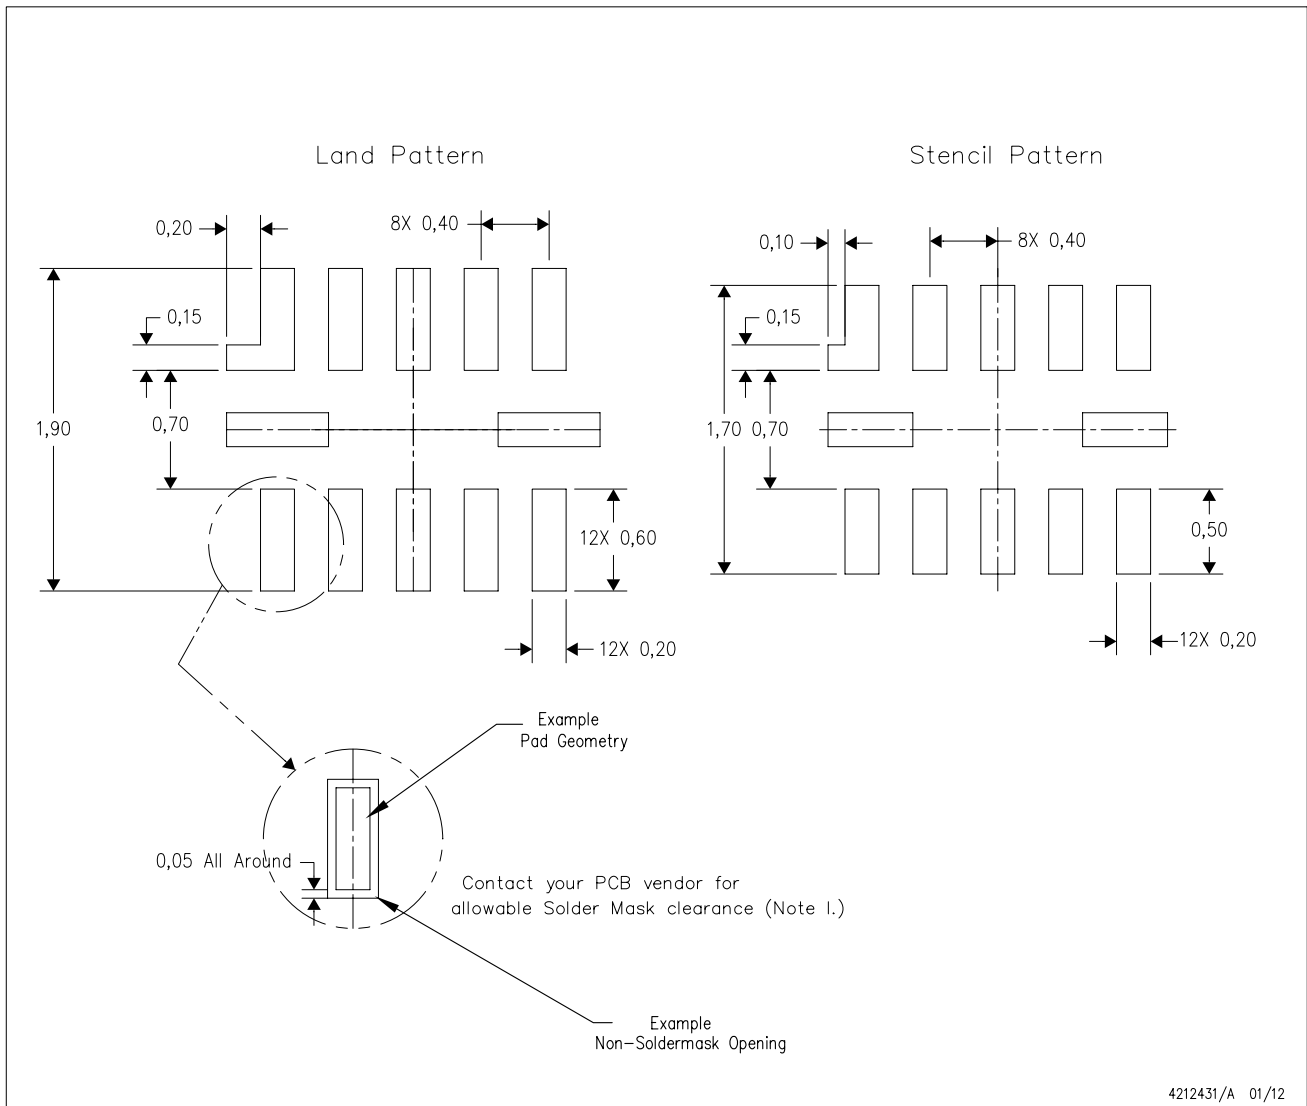 Land Pattern
Stencil Pattern
0,20
8X 0,40
0,10
8X 0,40
0,15
0,15
1,90
0,70
1,70
0,70
12X 0,60
0,50
12X 0,20
12X 0,20
Example
Pad Geometry
0,05 All Around
Contact your PCB vendor for
allowable Solder Mask clearance (Note I.)
Example
Non-Soldermask Opening
4212431/A 01/12